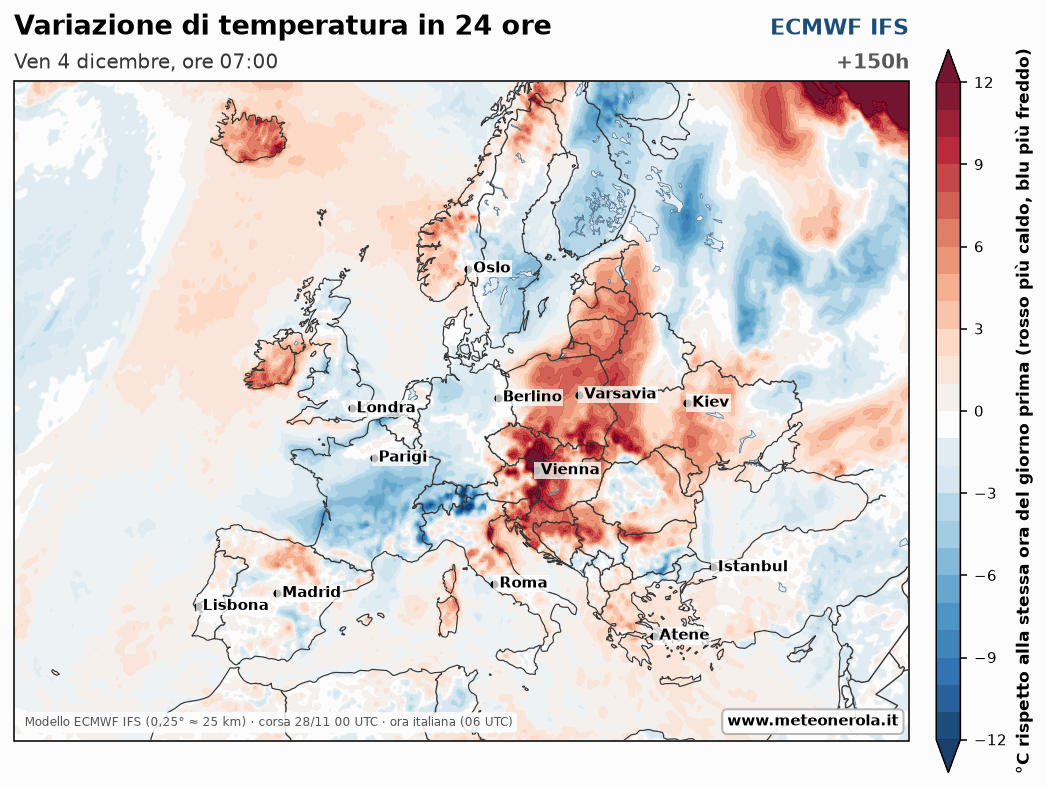 Variazione di temperatura in 24 ore
ECMWF IFS
Ven 4 dicembre, ore 07:00
+150h
Oslo
Londra
Berlino
Varsavia
Kiev
Parigi
Vienna
Istanbul
Roma
Madrid
Lisbona
Atene
12
9
6
3
0
−3
−6
−9
−12
°C rispetto alla stessa ora del giorno prima (rosso più caldo, blu più freddo)
Modello ECMWF IFS (0,25° ≈ 25 km) · corsa 28/11 00 UTC · ora italiana (06 UTC)
www.meteonerola.it